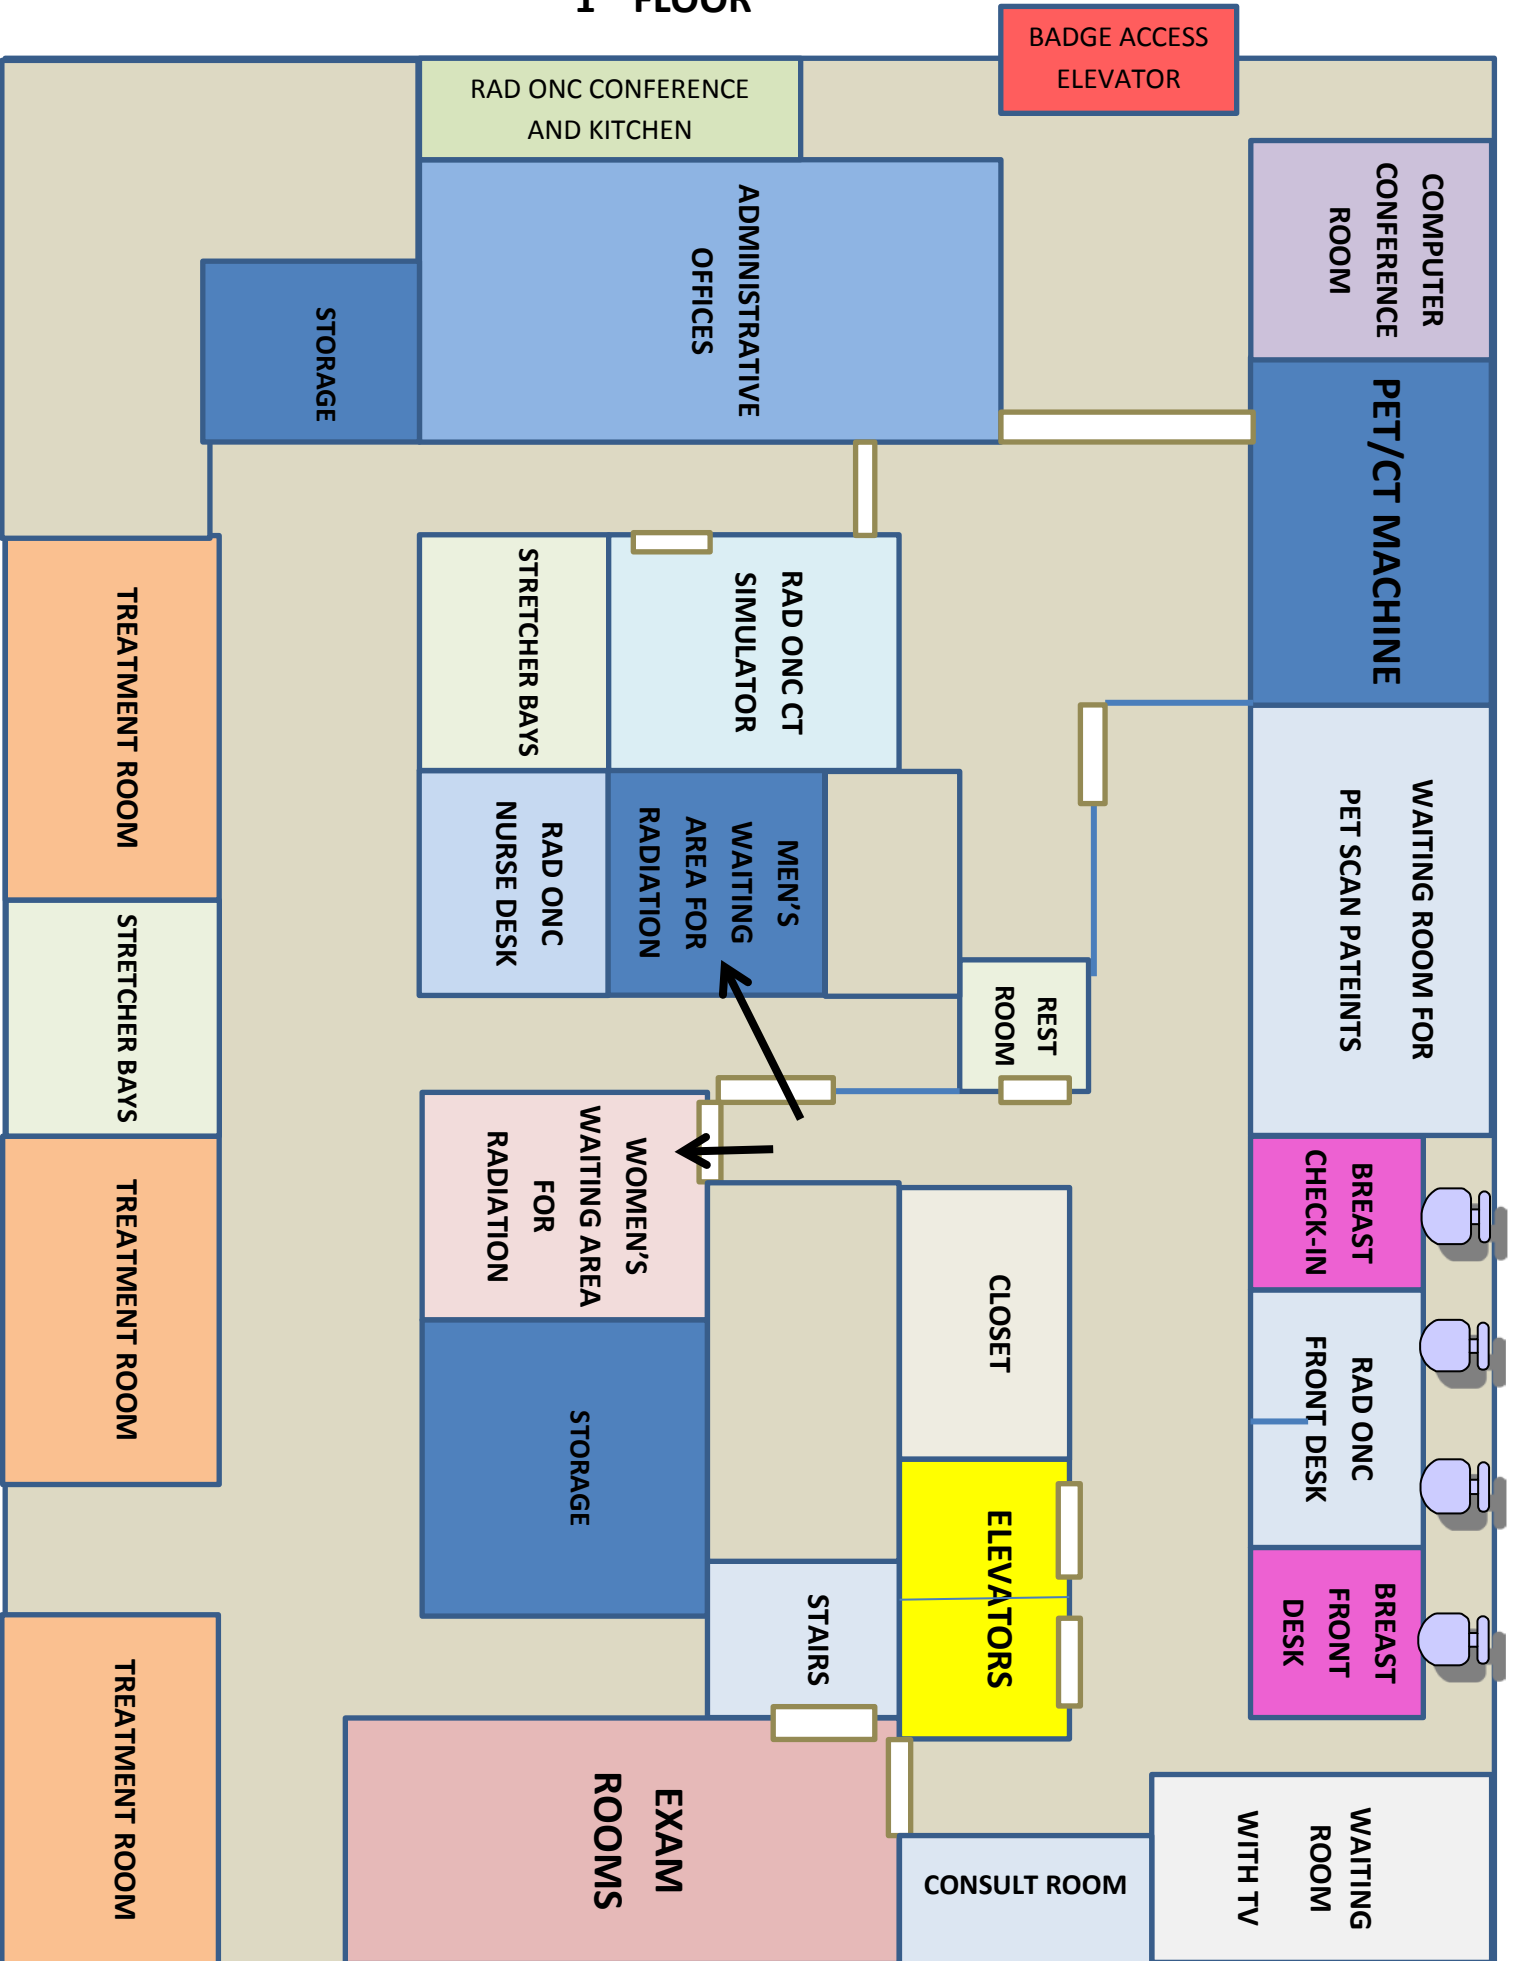 1 FLOOR
BADGE ACCESS
ELEVATOR
RAD ONC CONFERENCE
AND KITCHEN
COMPUTER
CONFERENCE
ROOM
ADMINISTRATIVE
OFFICES
STORAGE
PET/CT MACHINE
RAD ONC CT
SIMULATOR
STRETCHER BAYS
TREATMENT ROOM
WAITING ROOM FOR
PET SCAN PATEINTS
MEN'S
WAITING
AREA FOR
RADIATION
RAD ONC
NURSE DESK
STRETCHER BAYS
REST
ROOM
BREAST
CHECK-IN
WOMEN'S
WAITING AREA
FOR
RADIATION
TREATMENT ROOM
CLOSET
RAD ONC
FRONT DESK
STORAGE
ELEVATORS
BREAST
FRONT
DESK
STAIRS
TREATMENT ROOM
EXAM
ROOMS
CONSULT ROOM
WAITING
ROOM
WITH TV